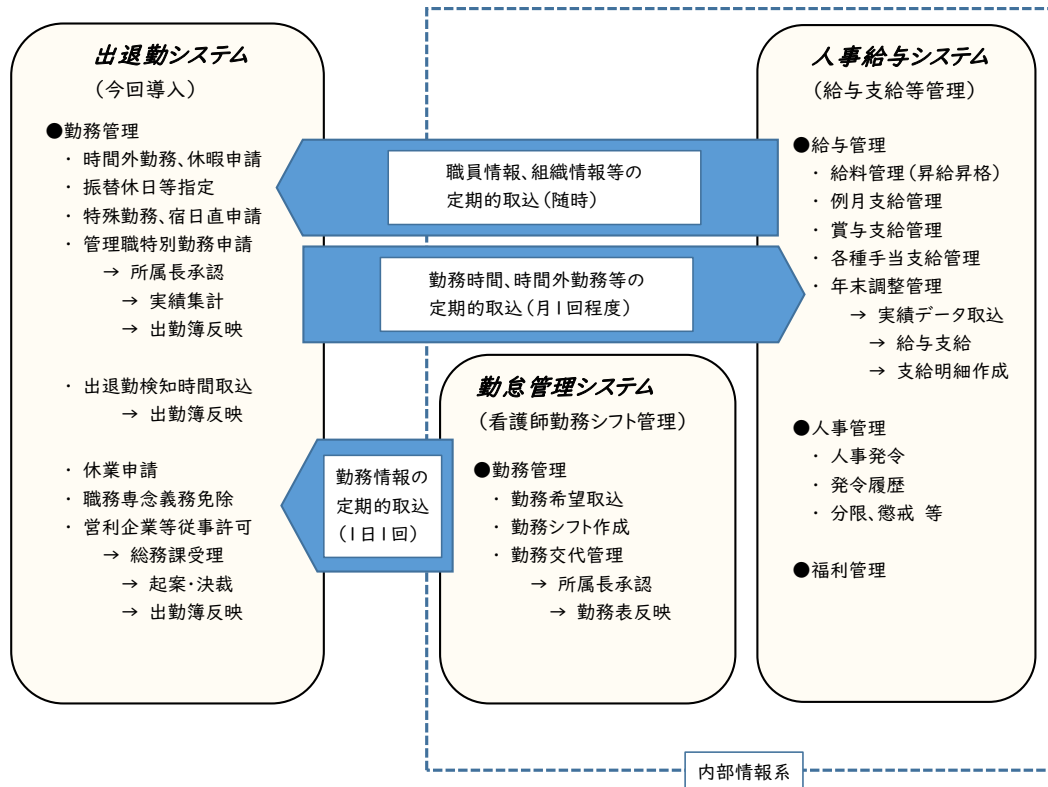 出退勤システム
(今回導入)
●勤務管理
・ 時間外勤務、休暇申請
・ 振替休日等指定
・ 特殊勤務、宿日直申請
・ 管理職特別勤務申請
→ 所属長承認
→ 実績集計
→ 出勤簿反映
・ 出退勤検知時間取込
→ 出勤簿反映
・ 休業申請
・ 職務専念義務免除
・ 営利企業等従事許可
→ 総務課受理
→ 起案・決裁
→ 出勤簿反映
職員情報、組織情報等の
定期的取込(随時)
勤務時間、時間外勤務等の
定期的取込(月1回程度)
勤務情報の
定期的取込
(1日1回)
勤怠管理システム
(看護師勤務シフト管理)
●勤務管理
・ 勤務希望取込
・ 勤務シフト作成
・ 勤務交代管理
→ 所属長承認
→ 勤務表反映
人事給与システム
(給与支給等管理)
●給与管理
・ 給料管理(昇給昇格)
・ 例月支給管理
・ 賞与支給管理
・ 各種手当支給管理
・ 年末調整管理
→ 実績データ取込
→ 給与支給
→ 支給明細作成
●人事管理
・ 人事発令
・ 発令履歴
・ 分限、懲戒 等
●福利管理
内部情報系